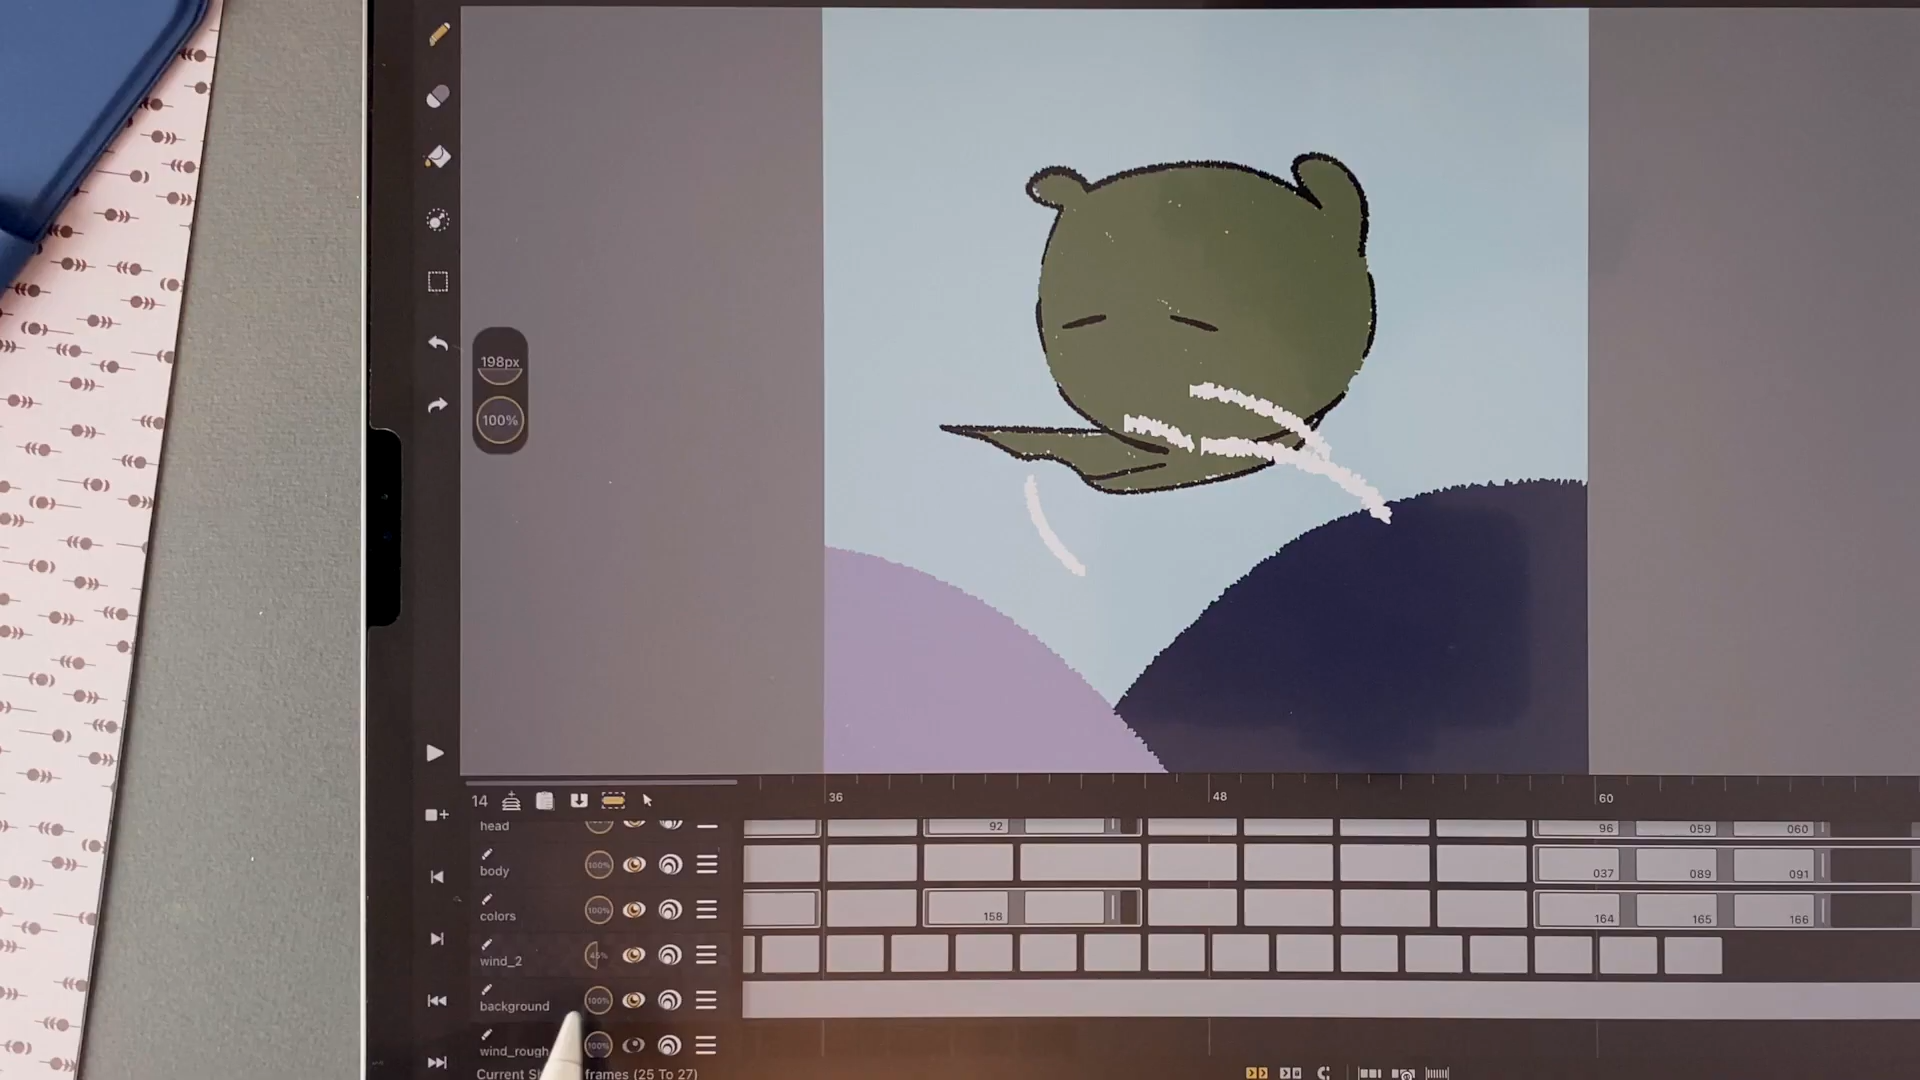 198px
100%
14
36
48
60
head
92
96
059
060
body
100%
037
089
091
colors
100%
158
164
165
166
wind_2
45%
background
100%
wind_rough
100%
frames (25 To 27)